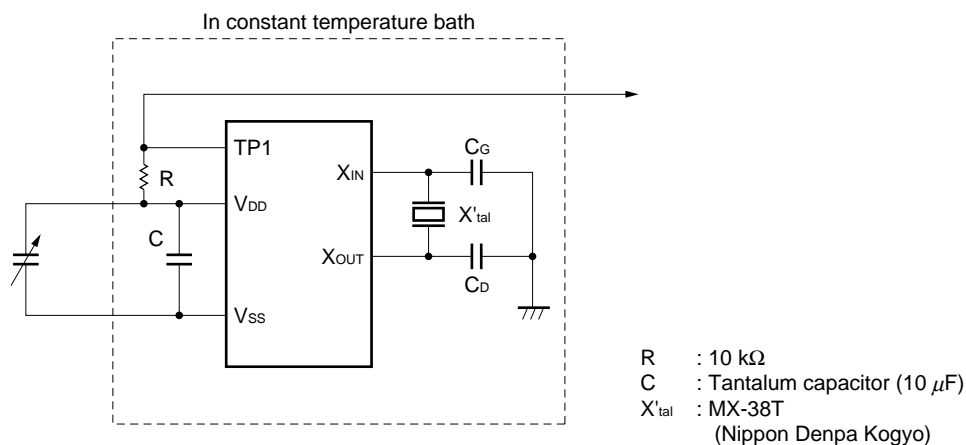 In constant temperature bath
TP1
CG
R
XIN
VDD
X'tal
C
XOUT
CD
VSS
R : 10 kΩ
C : Tantalum capacitor (10 μF)
X'tal : MX-38T
(Nippon Denpa Kogyo)